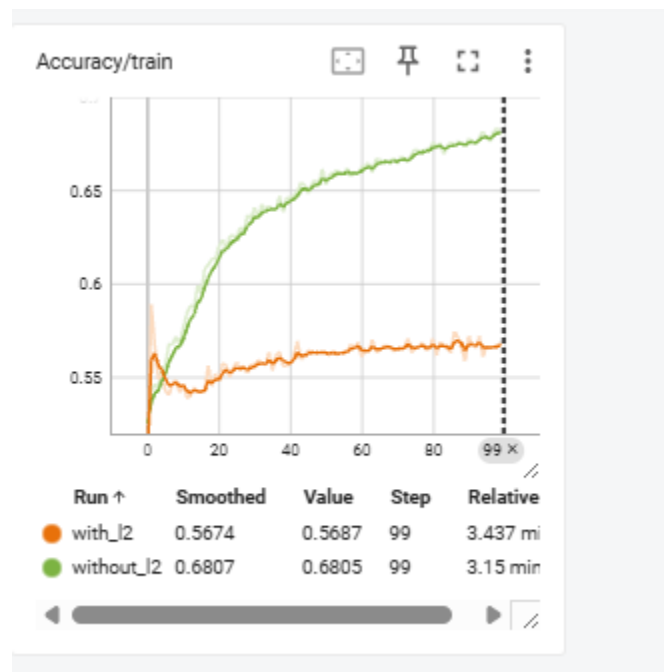 Accuracy/train
0.65
0.6
0.55
0 20 40 60 80 99 ×
Run ↑ Smoothed Value Step Relative
with_l2 0.5674 0.5687 99 3.437 mi
without_l2 0.6807 0.6805 99 3.15 min